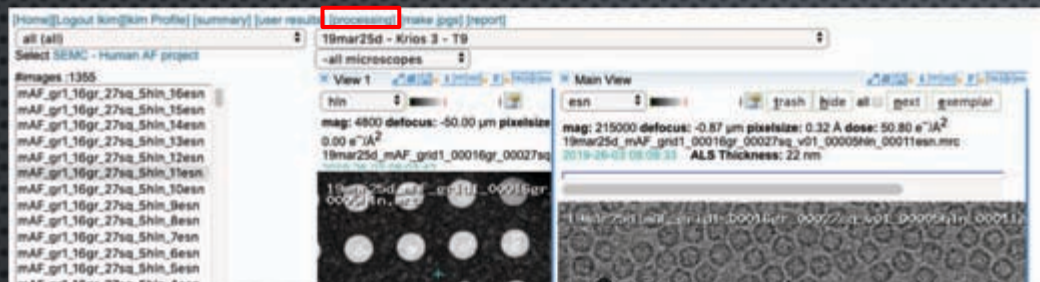 [Home][Logout lkim][lkim Profile] [summary] [user results] [processing] [make jpgs] [report]
all (all)
19mar25d - Krios 3 - T9
Select SEMC - Human AF project
-all microscopes
#images :1355
mAF_gr1_16gr_27sq_5hln_16esn
mAF_gr1_16gr_27sq_5hln_15esn
mAF_gr1_16gr_27sq_5hln_14esn
mAF_gr1_16gr_27sq_5hln_13esn
mAF_gr1_16gr_27sq_5hln_12esn
mAF_gr1_16gr_27sq_5hln_11esn
mAF_gr1_16gr_27sq_5hln_10esn
mAF_gr1_16gr_27sq_5hln_9esn
mAF_gr1_16gr_27sq_5hln_8esn
mAF_gr1_16gr_27sq_5hln_7esn
mAF_gr1_16gr_27sq_5hln_6esn
mAF_gr1_16gr_27sq_5hln_5esn
View 1
hln
mag: 4800 defocus: -50.00 µm pixelsize
0.00 e⁻/Å²
19mar25d_mAF_grid1_00016gr_00027sq
Main View
esn
trash hide all next exemplar
mag: 215000 defocus: -0.87 µm pixelsize: 0.32 Å dose: 50.80 e⁻/Å²
19mar25d_mAF_grid1_00016gr_00027sq_v01_00005hln_00011esn.mrc
2019-26-03 ALS Thickness: 22 nm